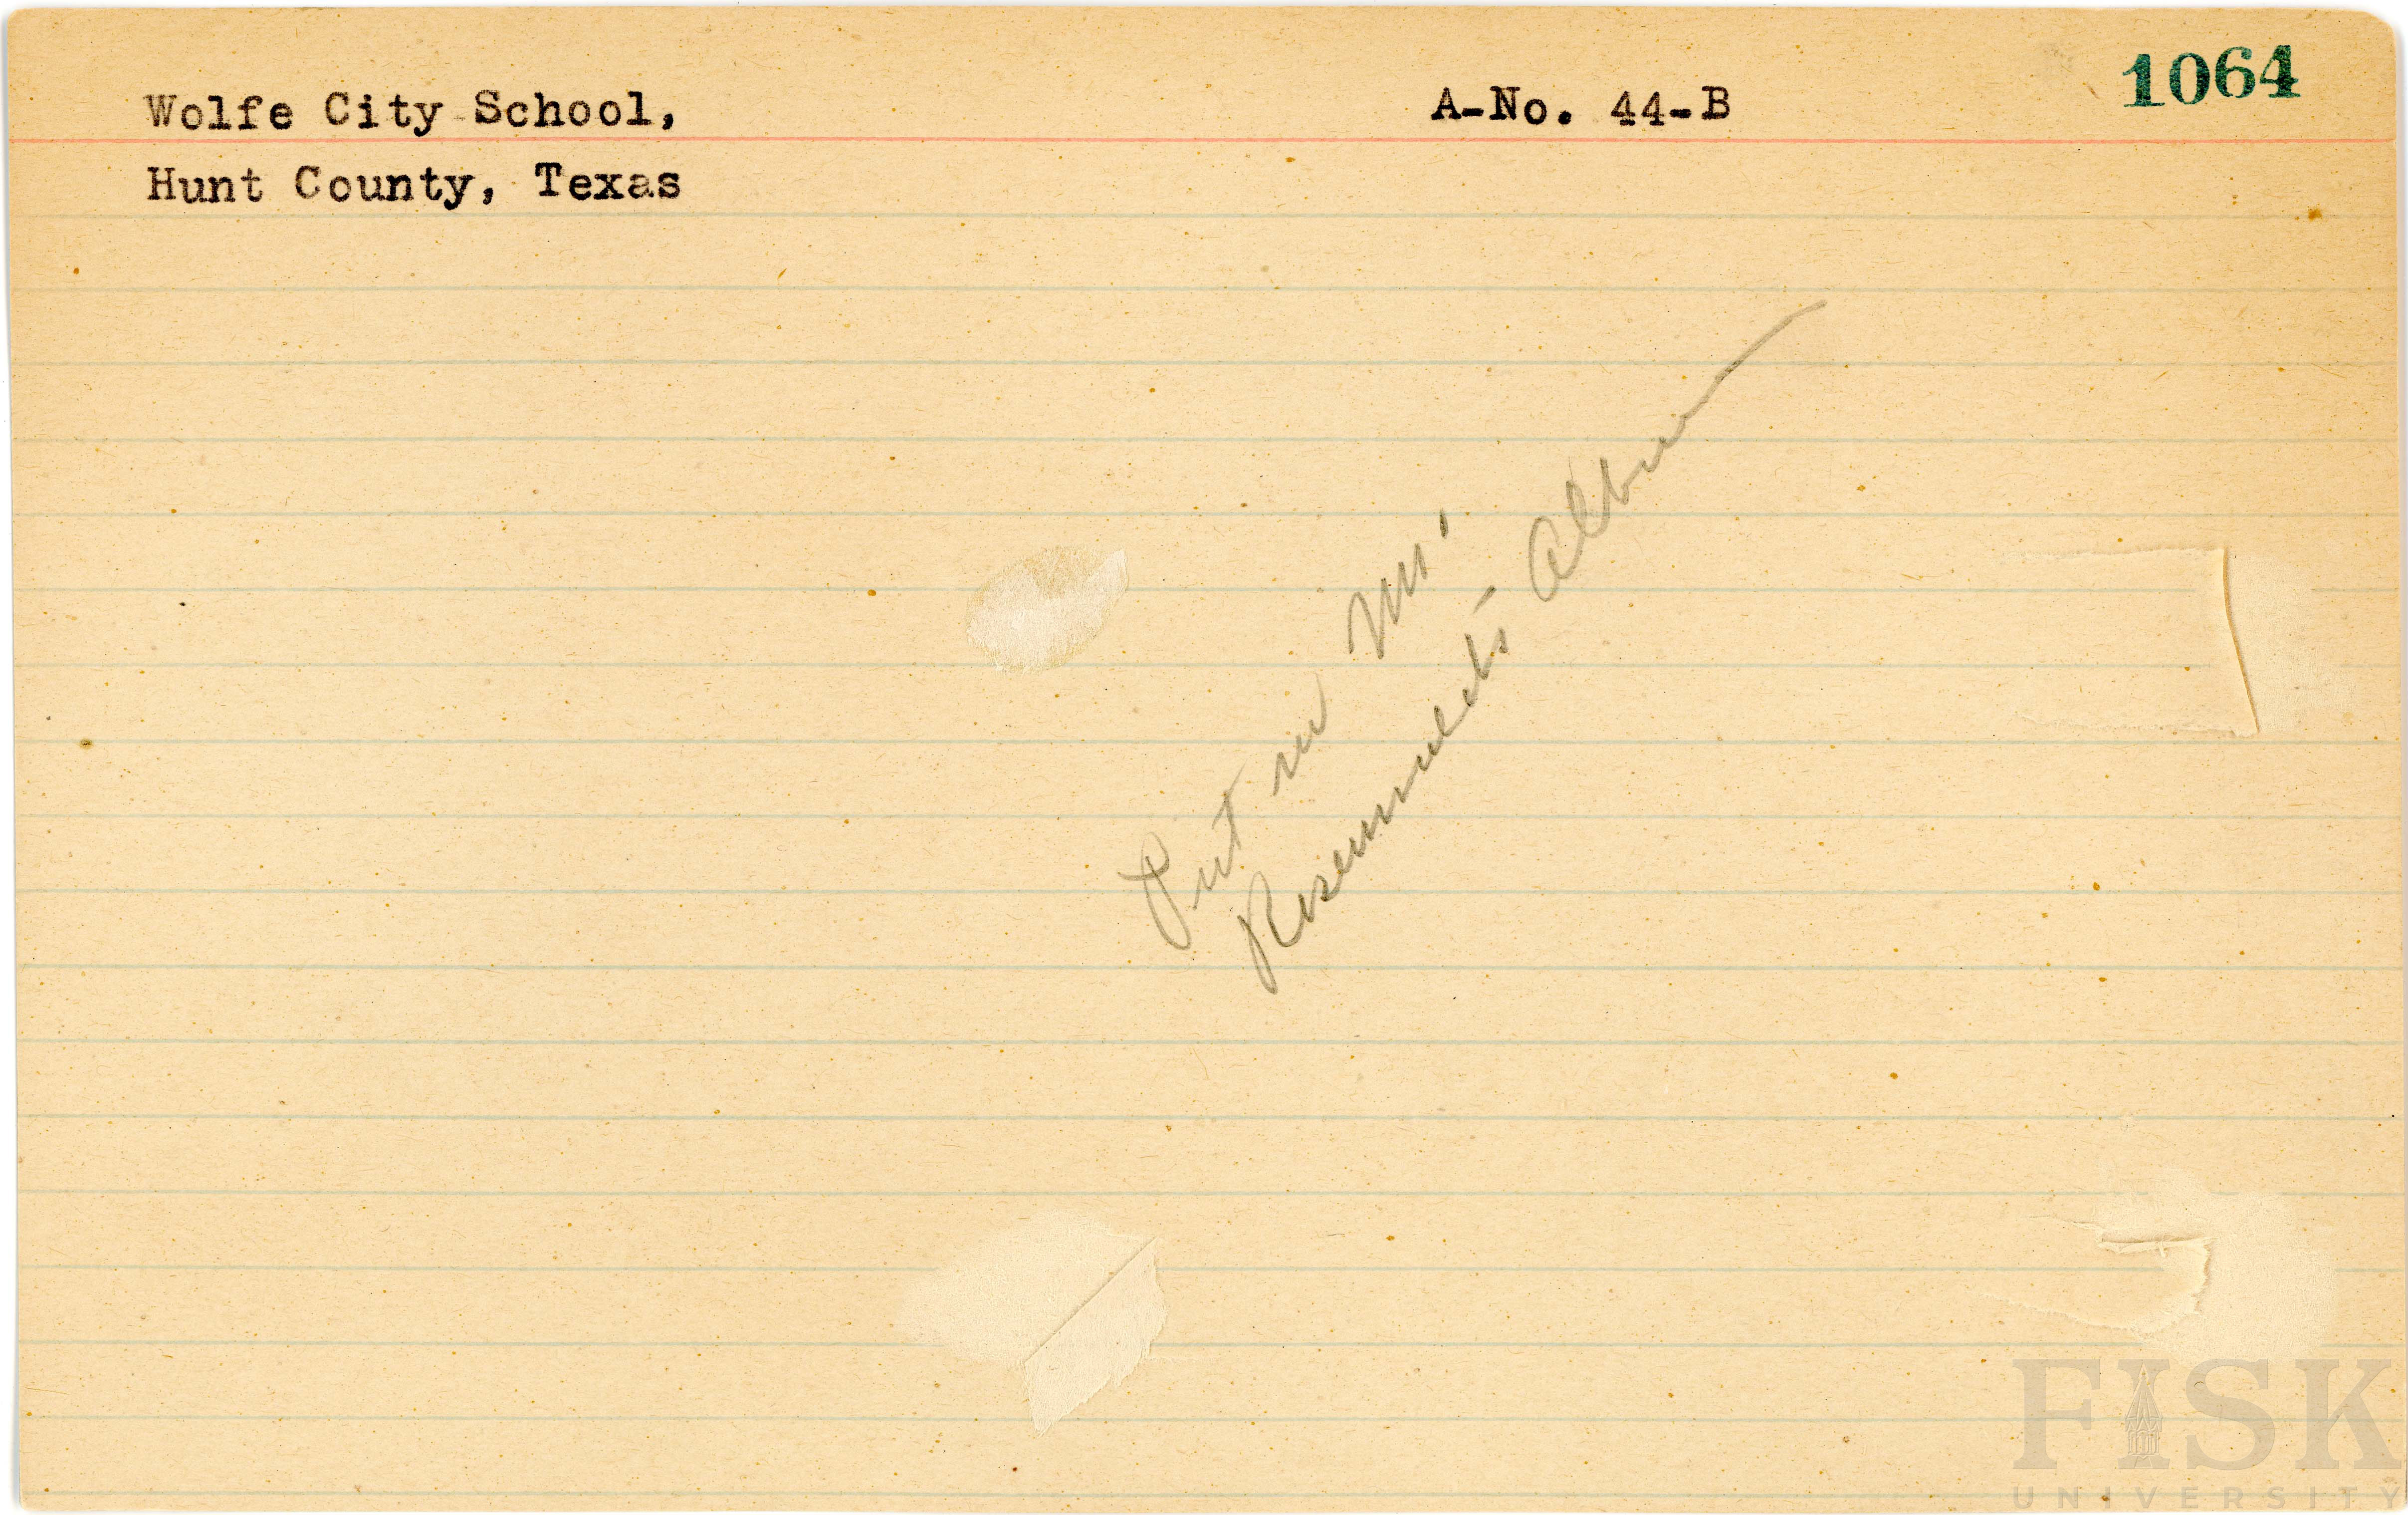 Wolfe City School, A-No. 44-B 1064
Hunt County, Texas
Put in Mr.
Rosenwald's Album
FISK
UNIVERSITY